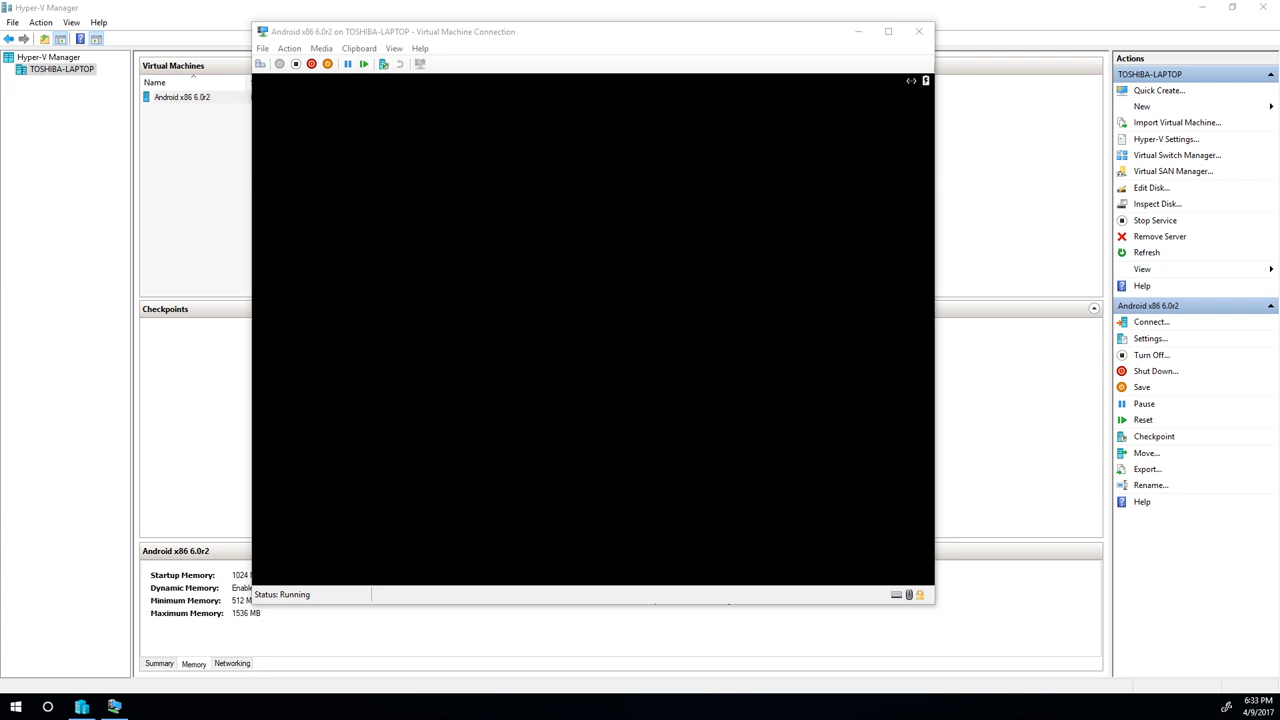 Hyper-V Manager
File Action View Help
Hyper-V Manager
TOSHIBA-LAPTOP
Virtual Machines
Name
Android x86 6.0r2
Checkpoints
Android x86 6.0r2
Startup Memory: 1024
Dynamic Memory: Enable
Minimum Memory: 512 M
Maximum Memory: 1536 MB
Summary Memory Networking
Android x86 6.0r2 on TOSHIBA-LAPTOP - Virtual Machine Connection
File Action Media Clipboard View Help
Status: Running
Actions
TOSHIBA-LAPTOP
Quick Create...
New
Import Virtual Machine...
Hyper-V Settings...
Virtual Switch Manager...
Virtual SAN Manager...
Edit Disk...
Inspect Disk...
Stop Service
Remove Server
Refresh
View
Help
Android x86 6.0r2
Connect...
Settings...
Turn Off...
Shut Down...
Save
Pause
Reset
Checkpoint
Move...
Export...
Rename...
Help
6:33 PM
4/9/2017